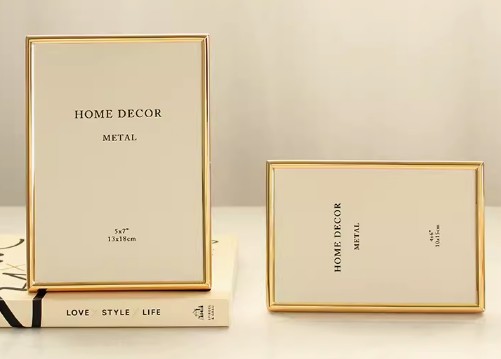 HOME DECOR
METAL
5x7"
13x18cm
LOVE STYLE LIFE
HOME DECOR
METAL
4x6"
10x15cm